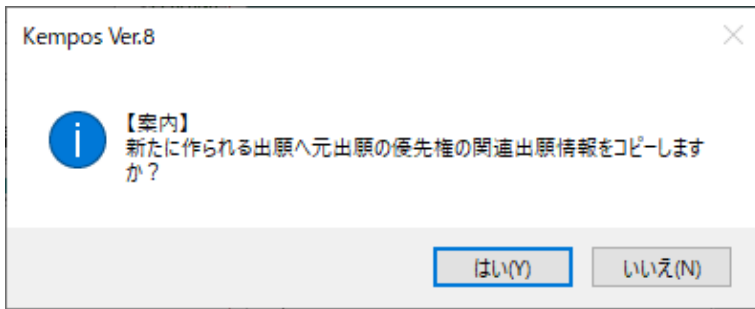 Kempos Ver.8
【案内】
新たに作られる出願へ元出願の優先権の関連出願情報をコピーします
か？
はい(Y)
いいえ(N)